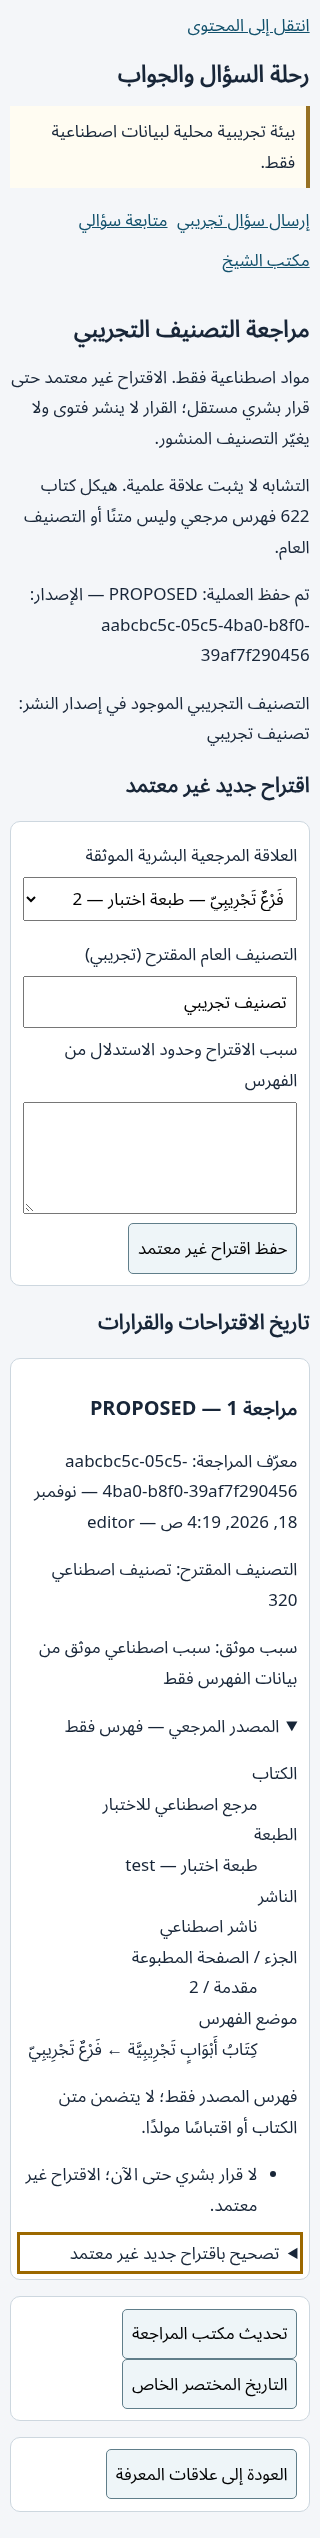 انتقل إلى المحتوى
رحلة السؤال والجواب
بيئة تجريبية محلية لبيانات اصطناعية
فقط.
إرسال سؤال تجريبي متابعة سؤالي
مكتب الشيخ
مراجعة التصنيف التجريبي
مواد اصطناعية فقط. الاقتراح غير معتمد حتى
قرار بشري مستقل؛ القرار لا ينشر فتوى ولا
يغيّر التصنيف المنشور.
التشابه لا يثبت علاقة علمية. هيكل كتاب
622 فهرس مرجعي وليس متنًا أو التصنيف
العام.
تم حفظ العملية: PROPOSED — الإصدار:
aabcbc5c-05c5-4ba0-b8f0-
39af7f290456
التصنيف التجريبي الموجود في إصدار النشر:
تصنيف تجريبي
اقتراح جديد غير معتمد
العلاقة المرجعية البشرية الموثقة
فَرْعٌ تَجْرِيبِيّ — طبعة اختبار — 2
التصنيف العام المقترح (تجريبي)
تصنيف تجريبي
سبب الاقتراح وحدود الاستدلال من
الفهرس
حفظ اقتراح غير معتمد
تاريخ الاقتراحات والقرارات
مراجعة 1 — PROPOSED
معرّف المراجعة: aabcbc5c-05c5-
4ba0-b8f0-39af7f290456 — نوفمبر
18, 2026, 4:19 ص — editor
التصنيف المقترح: تصنيف اصطناعي
320
سبب موثق: سبب اصطناعي موثق من
بيانات الفهرس فقط
▼ المصدر المرجعي — فهرس فقط
الكتاب
مرجع اصطناعي للاختبار
الطبعة
طبعة اختبار — test
الناشر
ناشر اصطناعي
الجزء / الصفحة المطبوعة
مقدمة / 2
موضع الفهرس
كِتَابُ أَبْوَابٍ تَجْرِيبِيَّة ← فَرْعٌ تَجْرِيبِيّ
فهرس المصدر فقط؛ لا يتضمن متن
الكتاب أو اقتباسًا مولدًا.
• لا قرار بشري حتى الآن؛ الاقتراح غير
معتمد.
◀ تصحيح باقتراح جديد غير معتمد
تحديث مكتب المراجعة
التاريخ المختصر الخاص
العودة إلى علاقات المعرفة